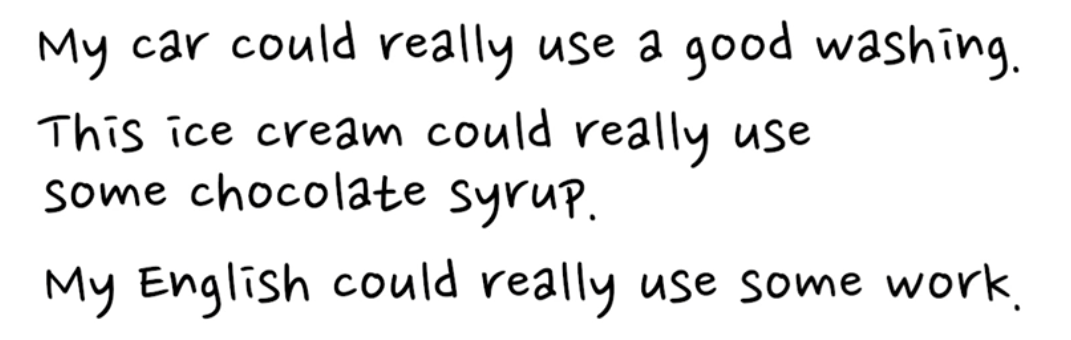 My car could really use a good washing.
This ice cream could really use
some chocolate syrup.
My English could really use some work.